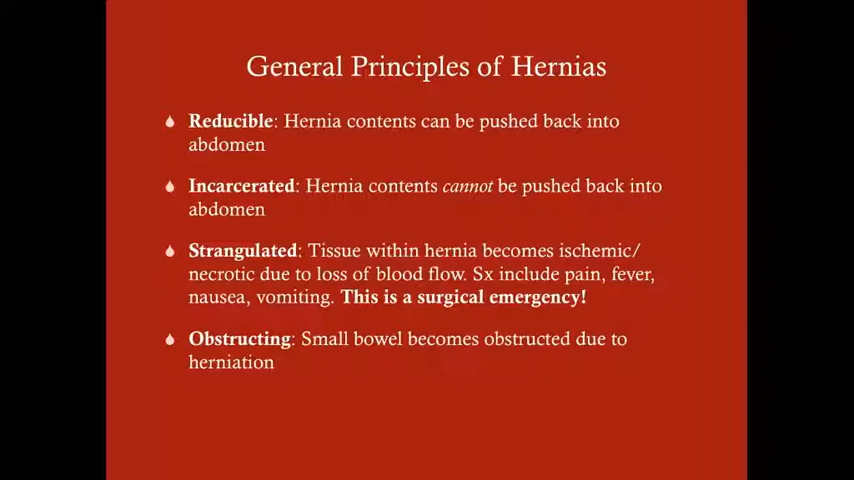 General Principles of Hernias
Reducible: Hernia contents can be pushed back into
abdomen
Incarcerated: Hernia contents cannot be pushed back into
abdomen
Strangulated: Tissue within hernia becomes ischemic/
necrotic due to loss of blood flow. Sx include pain, fever,
nausea, vomiting. This is a surgical emergency!
Obstructing: Small bowel becomes obstructed due to
herniation